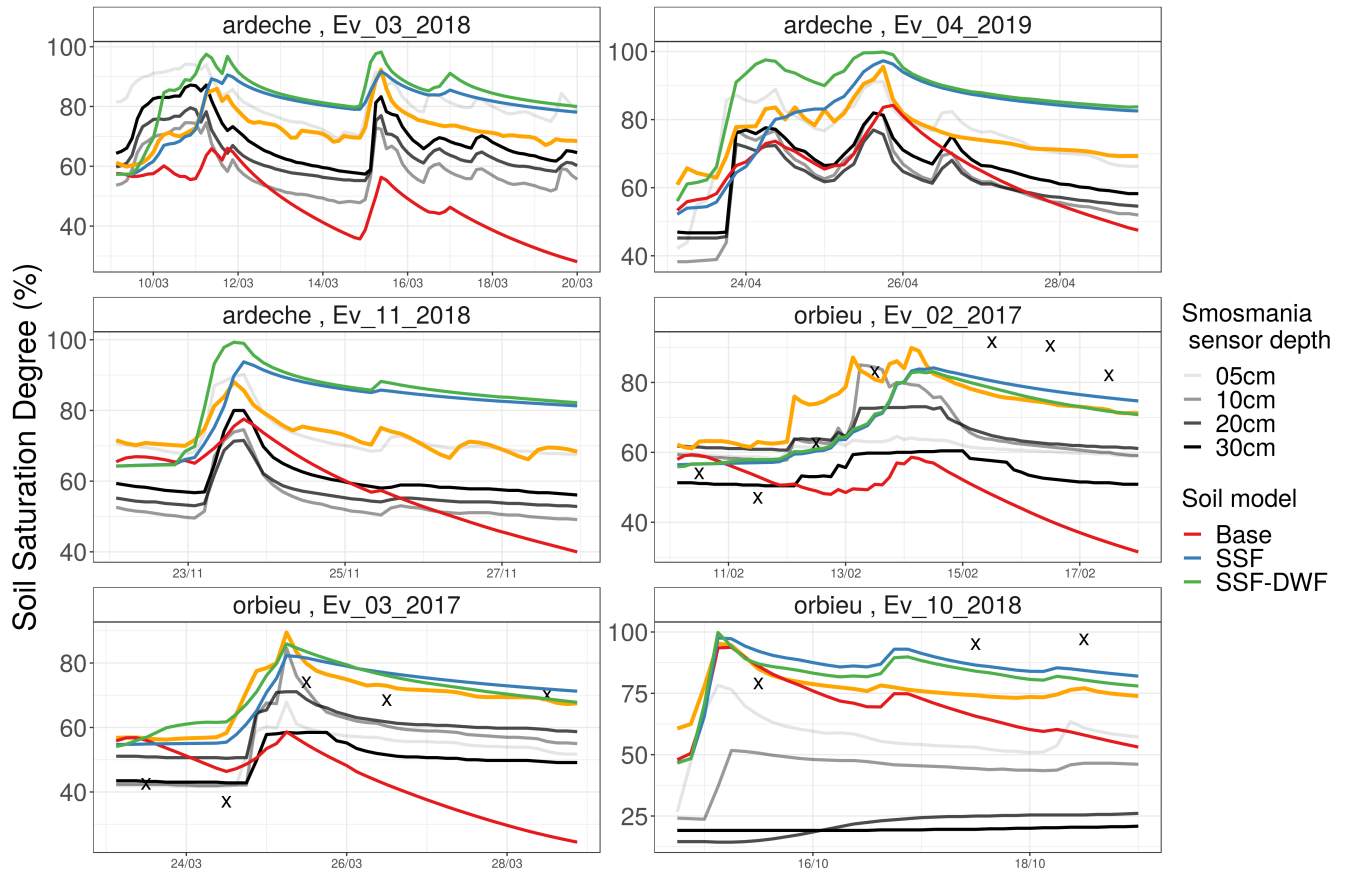 ardeche , Ev_03_2018
100
80
60
40
10/03
12/03
14/03
16/03
18/03
20/03
ardeche , Ev_04_2019
100
80
60
40
24/04
26/04
28/04
Soil Saturation Degree (%)
ardeche , Ev_11_2018
100
80
60
40
23/11
25/11
27/11
orbieu , Ev_02_2017
80
60
40
x
x
x
x
x
x
x
11/02
13/02
15/02
17/02
orbieu , Ev_03_2017
80
60
40
x
x
x
x
x
24/03
26/03
28/03
orbieu , Ev_10_2018
100
75
50
25
x
x
x
16/10
18/10
Smosmania
sensor depth
05cm
10cm
20cm
30cm
Soil model
Base
SSF
SSF-DWF